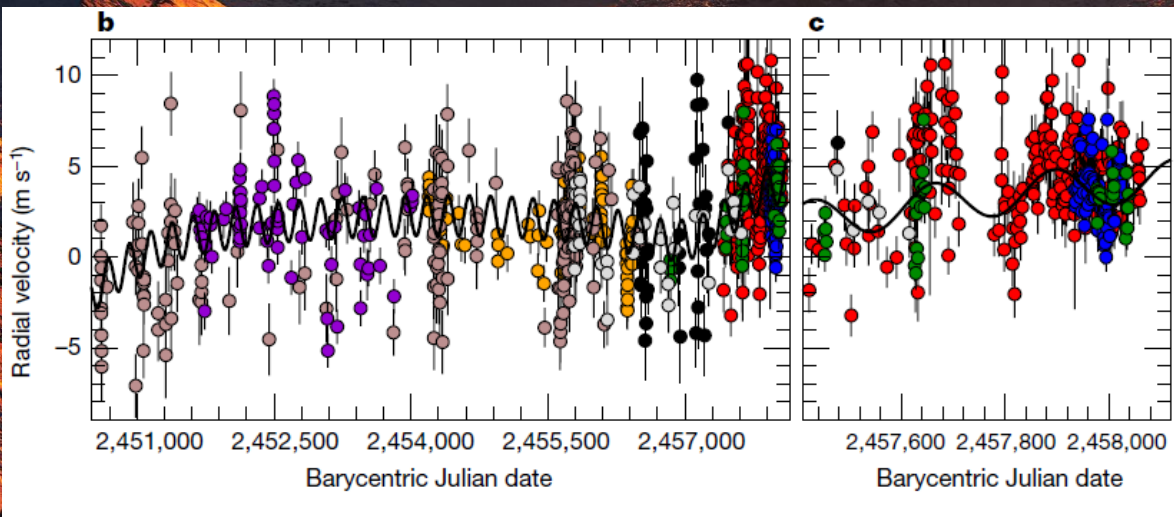 b
c
10
5
0
−5
Radial velocity (m s⁻¹)
2,451,000 2,452,500 2,454,000 2,455,500 2,457,000
2,457,600 2,457,800 2,458,000
Barycentric Julian date
Barycentric Julian date